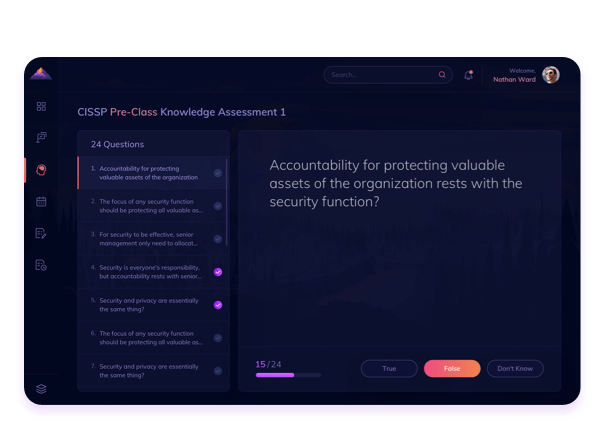 Search...
Welcome,
Nathan Ward
CISSP Pre-Class Knowledge Assessment 1
24 Questions
1. Accountability for protecting
valuable assets of the organization
2. The focus of any security function
should be protecting all valuable as...
3. For security to be effective, senior
management only need to allocat...
4. Security is everyone's responsibility,
but accountability rests with senior...
5. Security and privacy are essentially
the same thing?
6. The focus of any security function
should be protecting all valuable as...
7. Security and privacy are essentially
the same thing?
Accountability for protecting valuable
assets of the organization rests with the
security function?
15/24
True
False
Don't Know